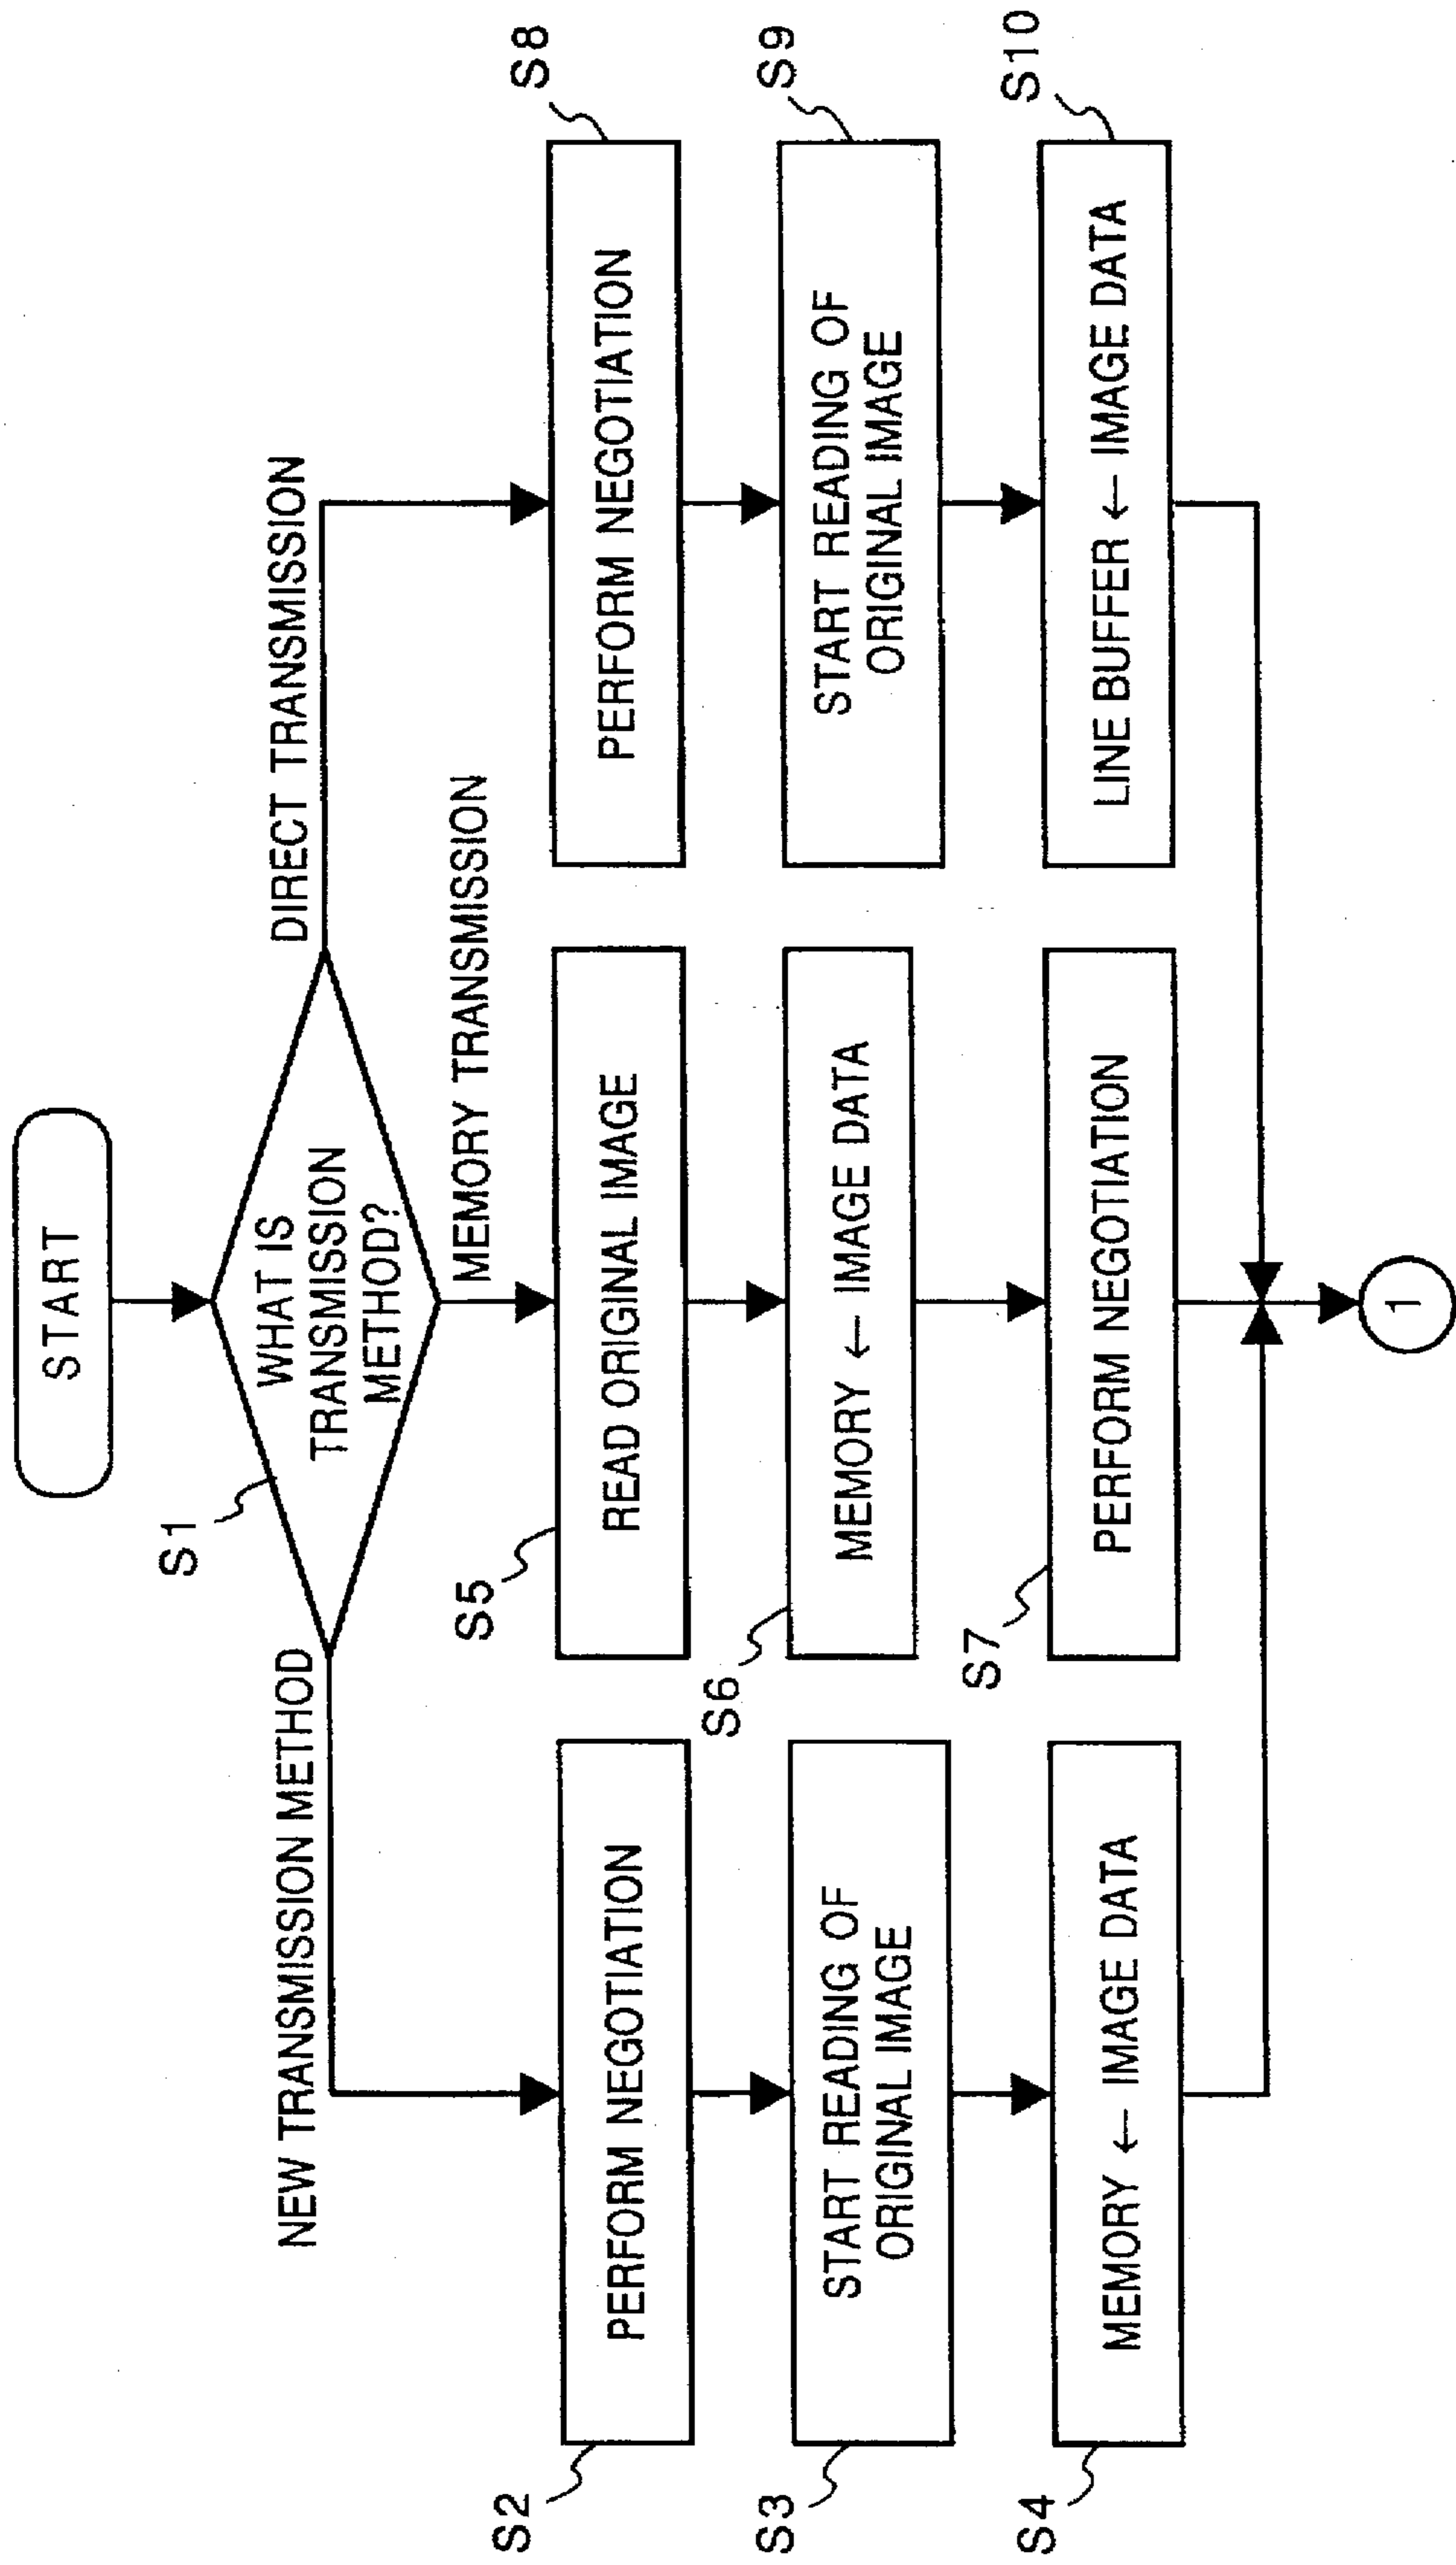 START
S1
WHAT IS
TRANSMISSION
METHOD?
NEW TRANSMISSION METHOD
MEMORY TRANSMISSION
DIRECT TRANSMISSION
S2
PERFORM NEGOTIATION
S3
START READING OF
ORIGINAL IMAGE
S4
MEMORY ← IMAGE DATA
S5
READ ORIGINAL IMAGE
S6
MEMORY ← IMAGE DATA
S7
PERFORM NEGOTIATION
S8
PERFORM NEGOTIATION
S9
START READING OF
ORIGINAL IMAGE
S10
LINE BUFFER ← IMAGE DATA
1